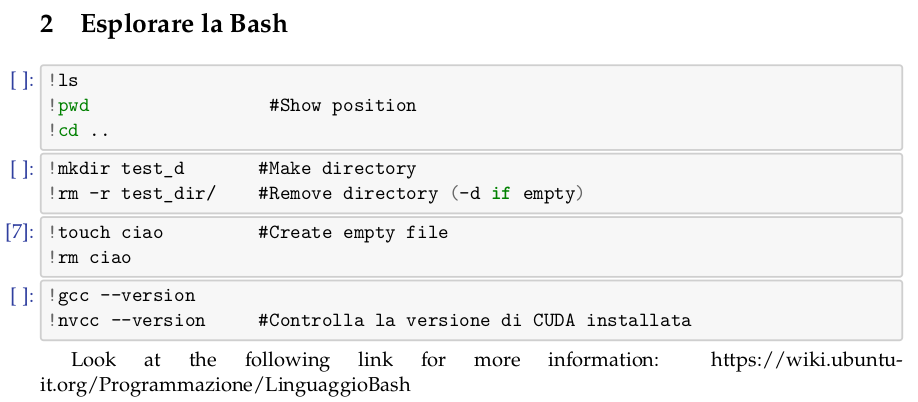 2 Esplorare la Bash
[ ]: !ls
!pwd #Show position
!cd ..
[ ]: !mkdir test_d #Make directory
!rm -r test_dir/ #Remove directory (-d if empty)
[7]: !touch ciao #Create empty file
!rm ciao
[ ]: !gcc --version
!nvcc --version #Controlla la versione di CUDA installata
Look at the following link for more information: https://wiki.ubuntu-
it.org/Programmazione/LinguaggioBash